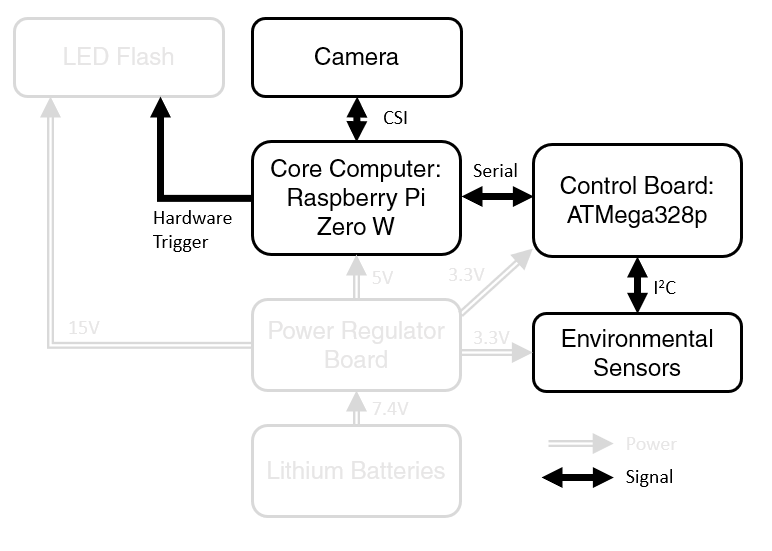 LED Flash
Camera
CSI
Core Computer:
Raspberry Pi
Zero W
Serial
Control Board:
ATMega328p
Hardware
Trigger
5V
3.3V
I²C
15V
Power Regulator
Board
3.3V
Environmental
Sensors
7.4V
Lithium Batteries
Power
Signal